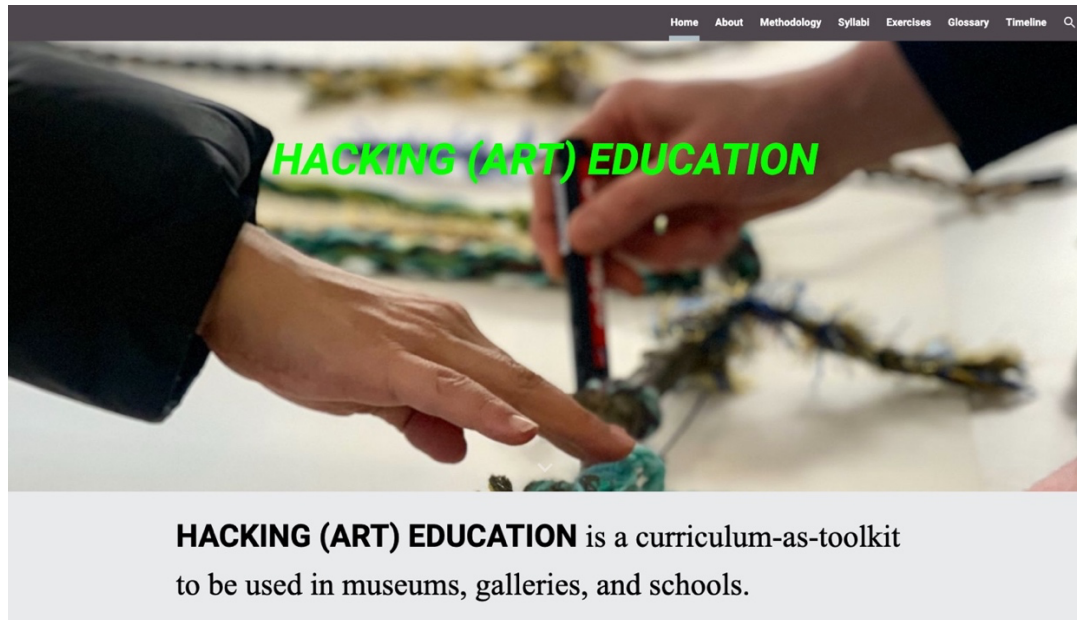 Home About Methodology Syllabi Exercises Glossary Timeline
HACKING (ART) EDUCATION
HACKING (ART) EDUCATION is a curriculum-as-toolkit
to be used in museums, galleries, and schools.